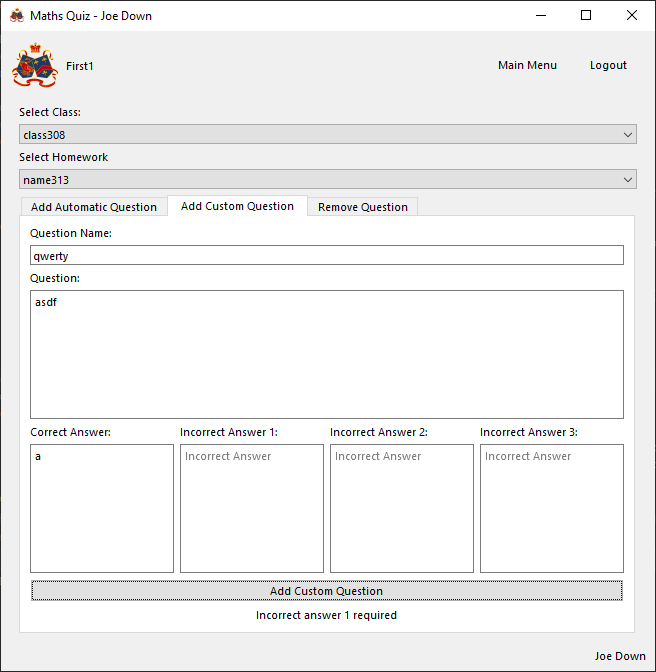 Maths Quiz - Joe Down
First1
Main Menu
Logout
Select Class:
class308
Select Homework
name313
Add Automatic Question
Add Custom Question
Remove Question
Question Name:
qwerty
Question:
asdf
Correct Answer:
Incorrect Answer 1:
Incorrect Answer 2:
Incorrect Answer 3:
a
Incorrect Answer
Incorrect Answer
Incorrect Answer
Add Custom Question
Incorrect answer 1 required
Joe Down